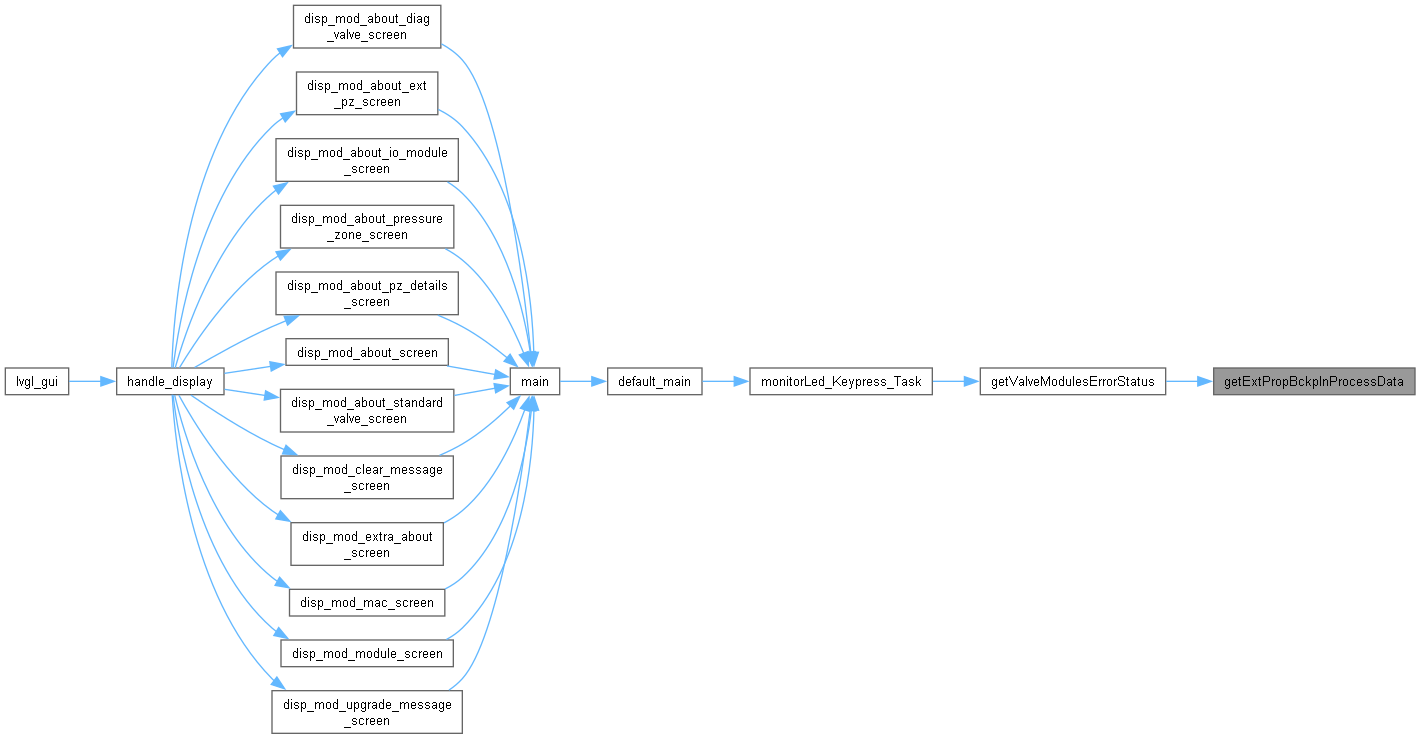 disp_mod_about_diag
_valve_screen
disp_mod_about_ext
_pz_screen
disp_mod_about_io_module
_screen
disp_mod_about_pressure
_zone_screen
disp_mod_about_pz_details
_screen
disp_mod_about_screen
lvgl_gui
handle_display
main
default_main
monitorLed_Keypress_Task
getValveModulesErrorStatus
getExtPropBckpInProcessData
disp_mod_about_standard
_valve_screen
disp_mod_clear_message
_screen
disp_mod_extra_about
_screen
disp_mod_mac_screen
disp_mod_module_screen
disp_mod_upgrade_message
_screen